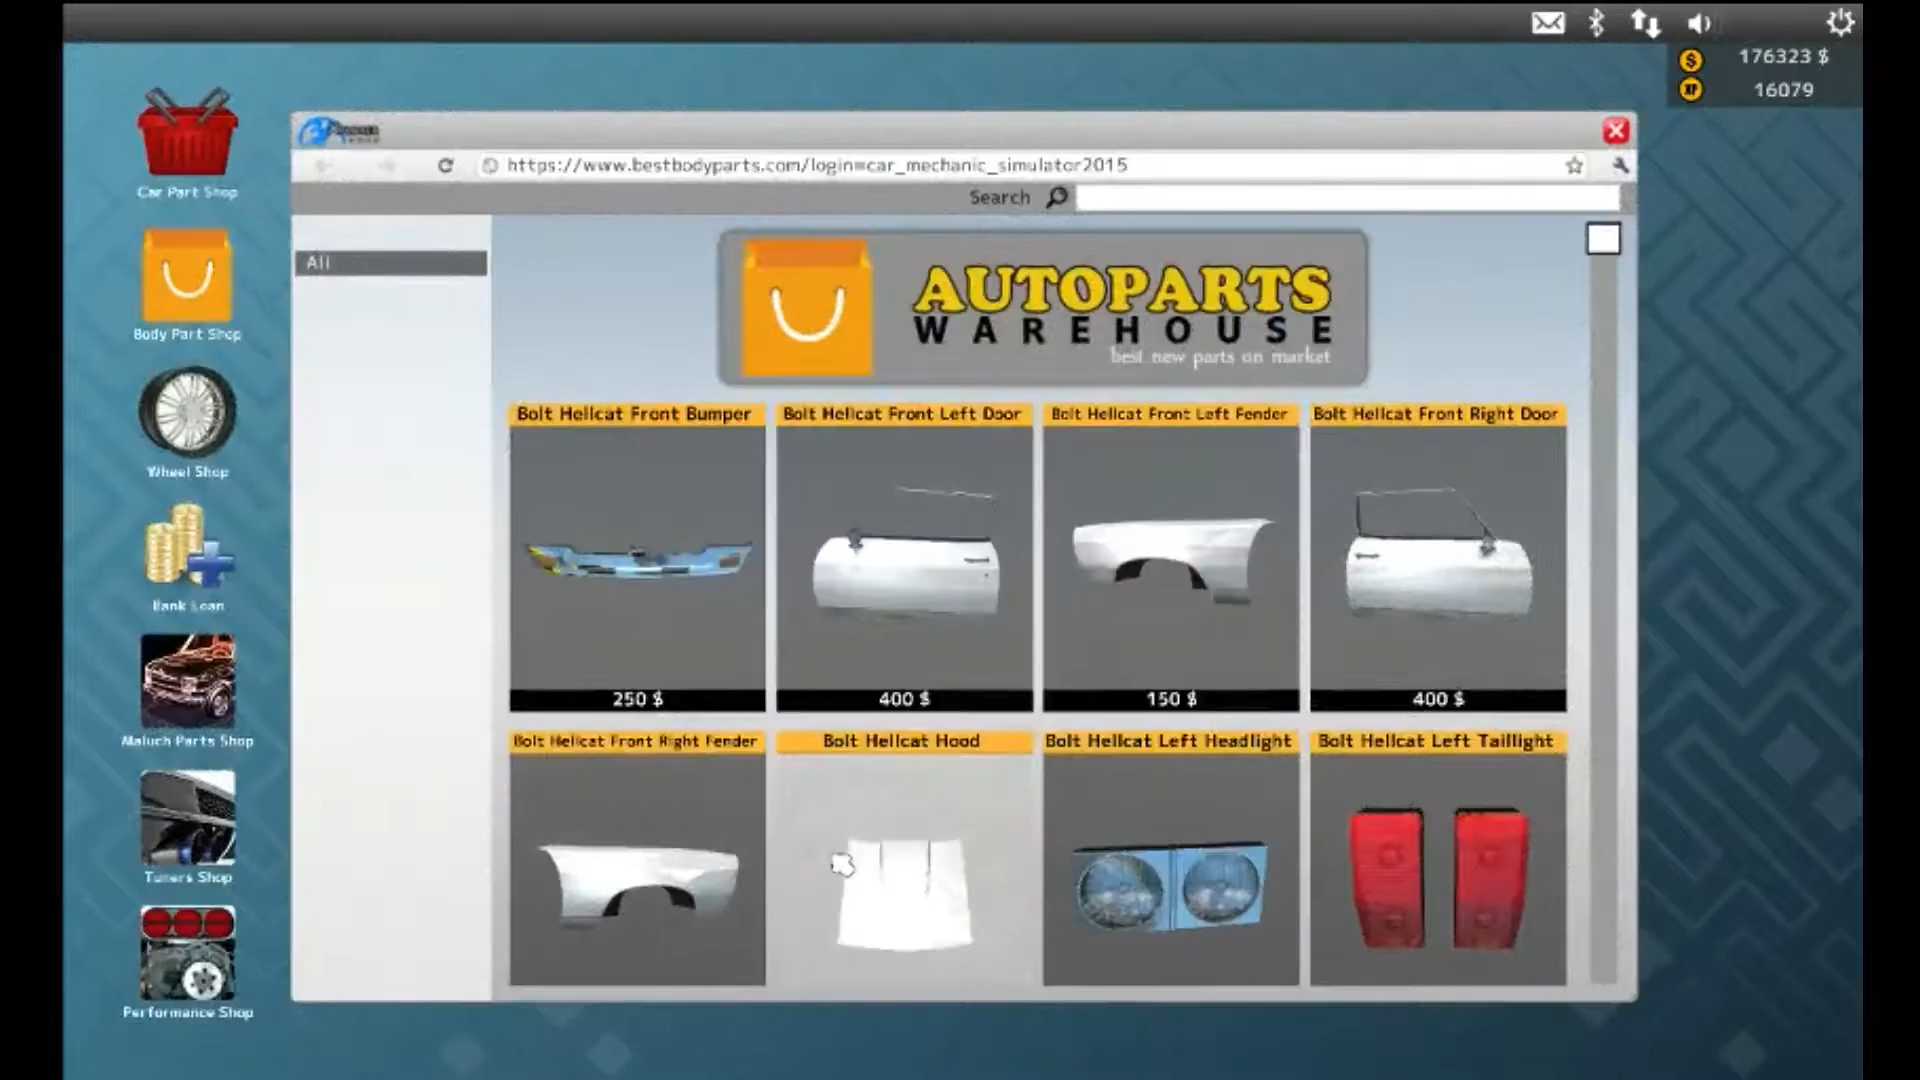 176323 $
16079
Car Part Shop
Body Part Shop
Wheel Shop
Bank Loan
Maluch Parts Shop
Tuners Shop
Performance Shop
https://www.bestbodyparts.com/login=car_mechanic_simulator2015
Search
All
AUTOPARTS
WAREHOUSE
best new parts on market
Bolt Hellcat Front Bumper
250 $
Bolt Hellcat Front Left Door
400 $
Bolt Hellcat Front Left Fender
150 $
Bolt Hellcat Front Right Door
400 $
Bolt Hellcat Front Right Fender
Bolt Hellcat Hood
Bolt Hellcat Left Headlight
Bolt Hellcat Left Taillight